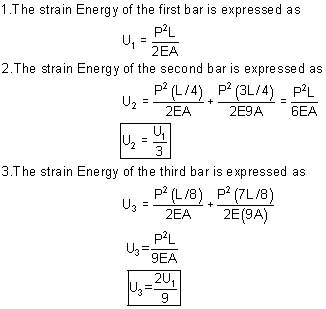 1.The strain Energy of the first bar is expressed as
U₁ = P²L / 2EA
2.The strain Energy of the second bar is expressed as
U₂ = P²(L/4) / 2EA + P²(3L/4) / 2E9A = P²L / 6EA
U₂ = U₁ / 3
3.The strain Energy of the third bar is expressed as
U₃ = P²(L/8) / 2EA + P²(7L/8) / 2E(9A)
U₃= P²L / 9EA
U₃= 2U₁ / 9